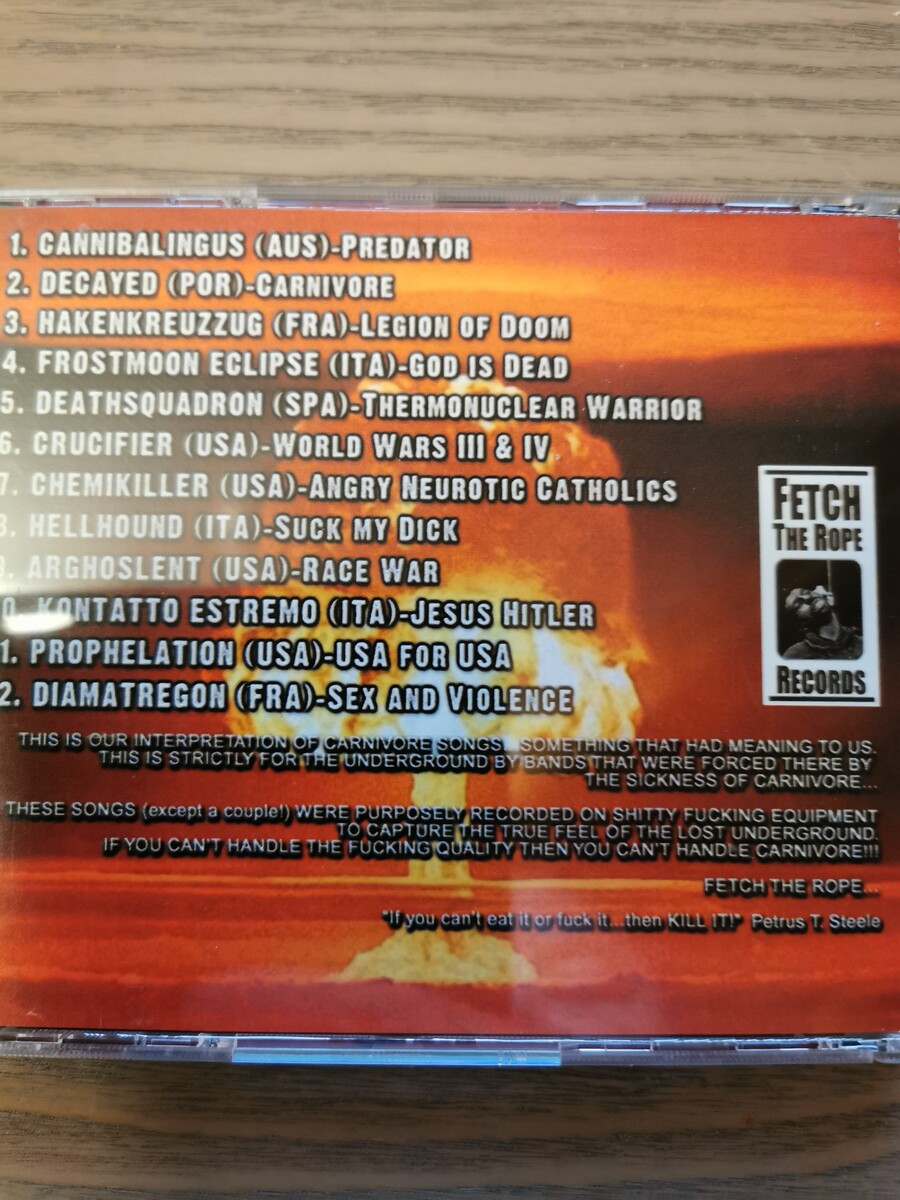 1. CANNIBALINGUS (AUS)-PREDATOR
2. DECAYED (POR)-CARNIVORE
3. HAKENKREUZZUG (FRA)-LEGION OF DOOM
4. FROSTMOON ECLIPSE (ITA)-GOD IS DEAD
5. DEATHSQUADRON (SPA)-THERMONUCLEAR WARRIOR
6. CRUCIFIER (USA)-WORLD WARS III & IV
7. CHEMIKILLER (USA)-ANGRY NEUROTIC CATHOLICS
8. HELLHOUND (ITA)-SUCK MY DICK
9. ARGHOSLENT (USA)-RACE WAR
0. KONTATTO ESTREMO (ITA)-JESUS HITLER
1. PROPHELATION (USA)-USA FOR USA
2. DIAMATREGON (FRA)-SEX AND VIOLENCE
FETCH
THE ROPE
RECORDS
THIS IS OUR INTERPRETATION OF CARNIVORE SONGS. SOMETHING THAT HAD MEANING TO US.
THIS IS STRICTLY FOR THE UNDERGROUND BY BANDS THAT WERE FORCED THERE BY
THE SICKNESS OF CARNIVORE...
THESE SONGS (except a couple!) WERE PURPOSELY RECORDED ON SHITTY FUCKING EQUIPMENT
TO CAPTURE THE TRUE FEEL OF THE LOST UNDERGROUND.
IF YOU CAN'T HANDLE THE FUCKING QUALITY THEN YOU CAN'T HANDLE CARNIVORE!!!
FETCH THE ROPE...
"If you can't eat it or fuck it...then KILL IT!" Petrus T. Steele